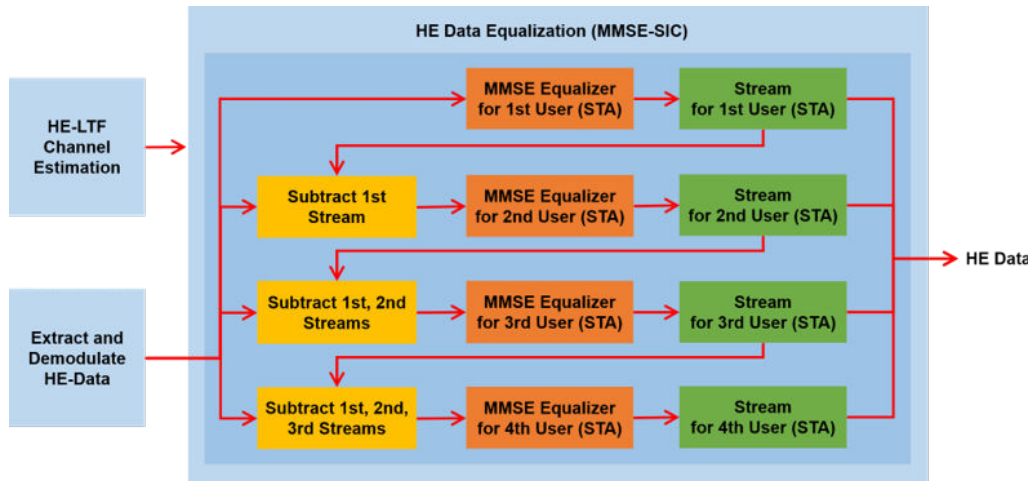 HE Data Equalization (MMSE-SIC)
HE-LTF
Channel
Estimation
MMSE Equalizer
for 1st User (STA)
Stream
for 1st User (STA)
Subtract 1st
Stream
MMSE Equalizer
for 2nd User (STA)
Stream
for 2nd User (STA)
HE Data
Extract and
Demodulate
HE-Data
Subtract 1st, 2nd
Streams
MMSE Equalizer
for 3rd User (STA)
Stream
for 3rd User (STA)
Subtract 1st, 2nd,
3rd Streams
MMSE Equalizer
for 4th User (STA)
Stream
for 4th User (STA)